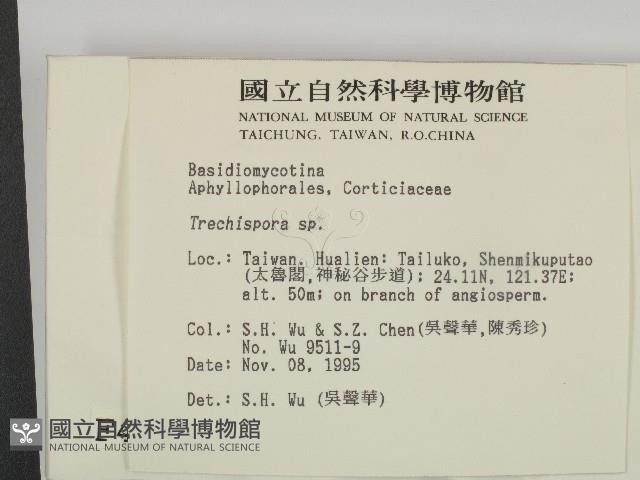 國立自然科學博物館
NATIONAL MUSEUM OF NATURAL SCIENCE
TAICHUNG, TAIWAN, R.O.CHINA
Basidiomycotina
Aphyllophorales, Corticiaceae
Trechispora sp.
Loc.: Taiwan. Hualien: Tailuko, Shenmikuputao
(太魯閣,神秘谷步道); 24.11N, 121.37E;
alt. 50m; on branch of angiosperm.
Col.: S.H. Wu & S.Z. Chen(吳聲華,陳秀珍)
No. Wu 9511-9
Date: Nov. 08, 1995
Det.: S.H. Wu (吳聲華)
國立自然科學博物館
NATIONAL MUSEUM OF NATURAL SCIENCE